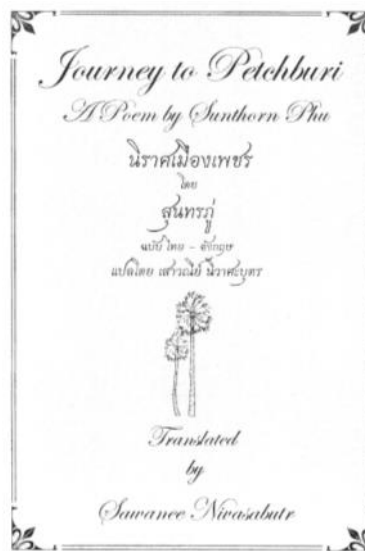 Journey to Petchburi
A Poem by Sunthorn Phu
นิราศเมืองเพชร
โดย
สุนทรภู่
ฉบับ ไทย - อังกฤษ
แปลโดย เสาวณีย์ นิวาศะบุตร
Translated
by
Sawanee Nivasabutr